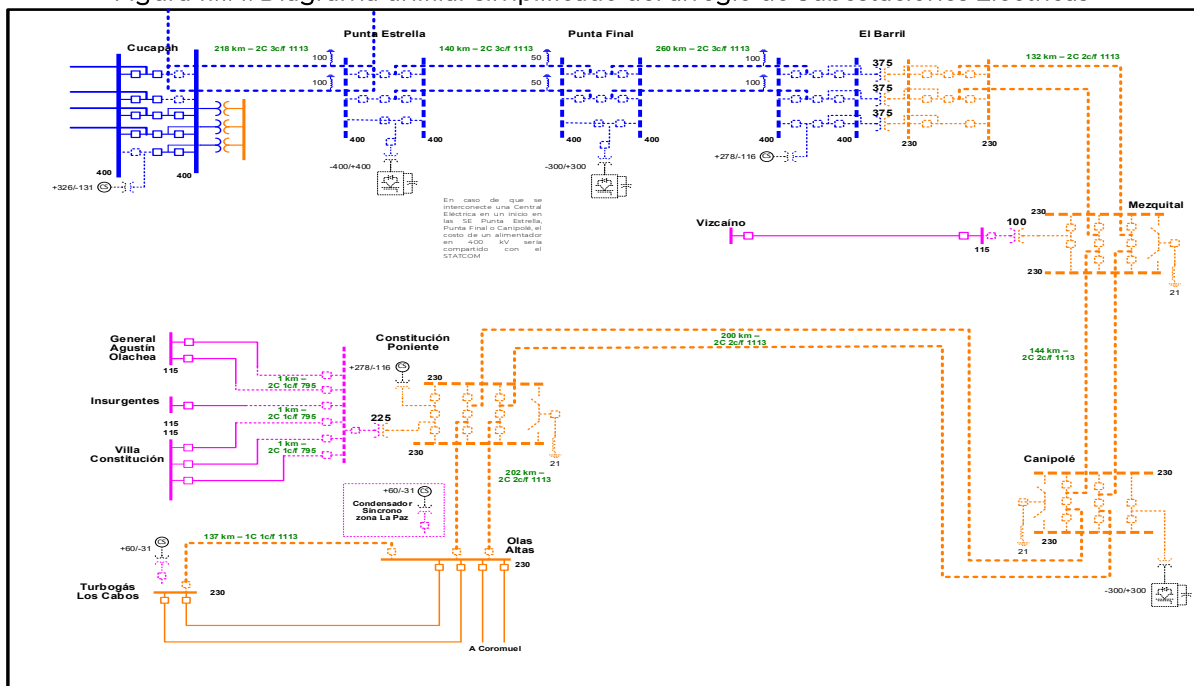 Cucapáh
218 km – 2C 3c/f 1113
Punta Estrella
140 km – 2C 3c/f 1113
Punta Final
260 km – 2C 3c/f 1113
El Barril
132 km – 2C 2c/f 1113
100
100
50
50
100
100
375
375
375
400
400
400
400
400
400
400
400
230
230
+326/-131
CS
-400/+400
-300/+300
+278/-116
CS
En caso de que se
interconecte una Central
Eléctrica en un inicio en
las SE Punta Estrella,
Punta Final o Canipolé, el
costo de un alimentador
en 400 kV sería
compartido con el
STATCOM
Vizcaíno
115
100
230
Mezquital
230
21
144 km –
2C 2c/f 1113
General
Agustín
Olachea
115
1 km –
2C 1c/f 795
Insurgentes
115
1 km –
2C 1c/f 795
115
Villa
Constitución
1 km –
2C 1c/f 795
Constitución
Poniente
+278/-116
CS
230
225
230
21
200 km –
2C 2c/f 1113
202 km –
2C 2c/f 1113
Canipolé
230
21
230
-300/+300
+60/-31
CS
Condensador
Síncrono
zona La Paz
+60/-31
CS
137 km – 1C 1c/f 1113
Olas
Altas
230
Turbogás
Los Cabos
230
A Coromuel